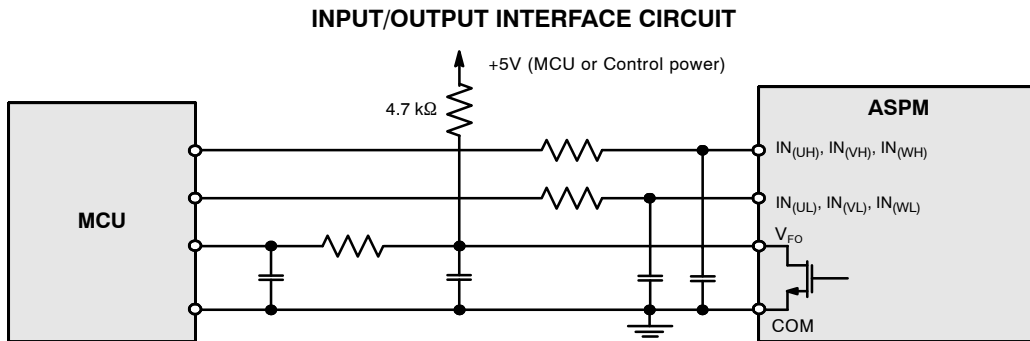 INPUT/OUTPUT INTERFACE CIRCUIT
+5V (MCU or Control power)
4.7 kΩ
ASPM
IN(UH), IN(VH), IN(WH)
IN(UL), IN(VL), IN(WL)
MCU
VFO
COM